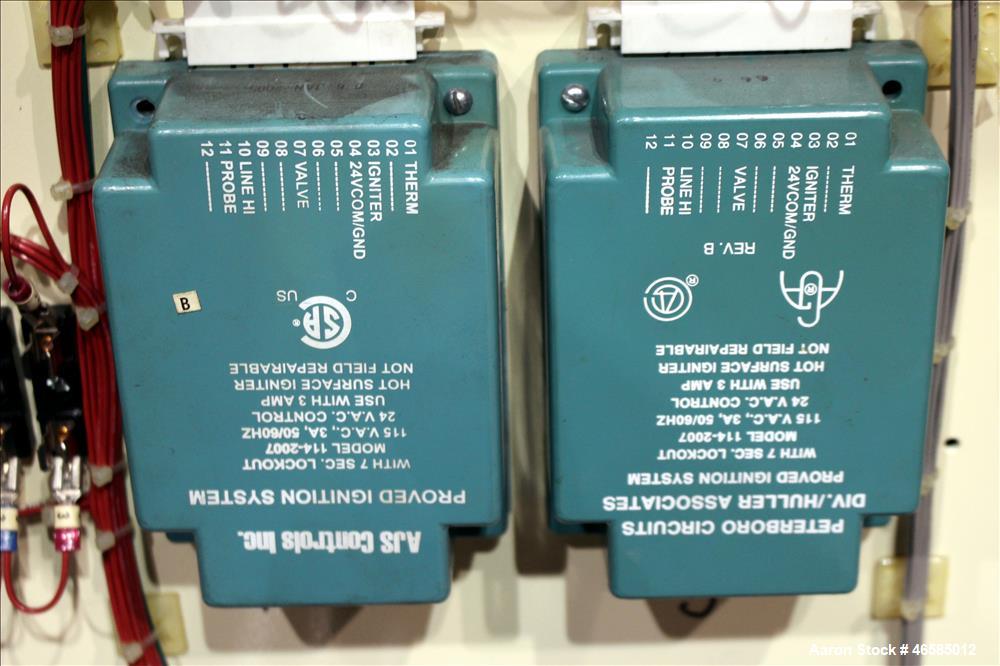 AJS Controls Inc.
PROVED IGNITION SYSTEM
WITH 7 SEC. LOCKOUT
MODEL 114-2007
115 V.A.C., 3A, 50/60HZ
24 V.A.C. CONTROL
USE WITH 3 AMP
HOT SURFACE IGNITER
NOT FIELD REPAIRABLE
C US
®
B
01 THERM
02
03 IGNITER
04 24VCOM/GND
05
06
07 VALVE
08
09
10 LINE HI
11 PROBE
12
PETERBORO CIRCUITS
DIV./HULLER ASSOCIATES
PROVED IGNITION SYSTEM
WITH 7 SEC. LOCKOUT
MODEL 114-2007
115 V.A.C., 3A, 50/60HZ
24 V.A.C. CONTROL
USE WITH 3 AMP
HOT SURFACE IGNITER
NOT FIELD REPAIRABLE
®
®
REV. B
01 THERM
02
03 IGNITER
04 24VCOM/GND
05
06
07 VALVE
08
09
10 LINE HI
11 PROBE
12
Aaron Stock # 46585012